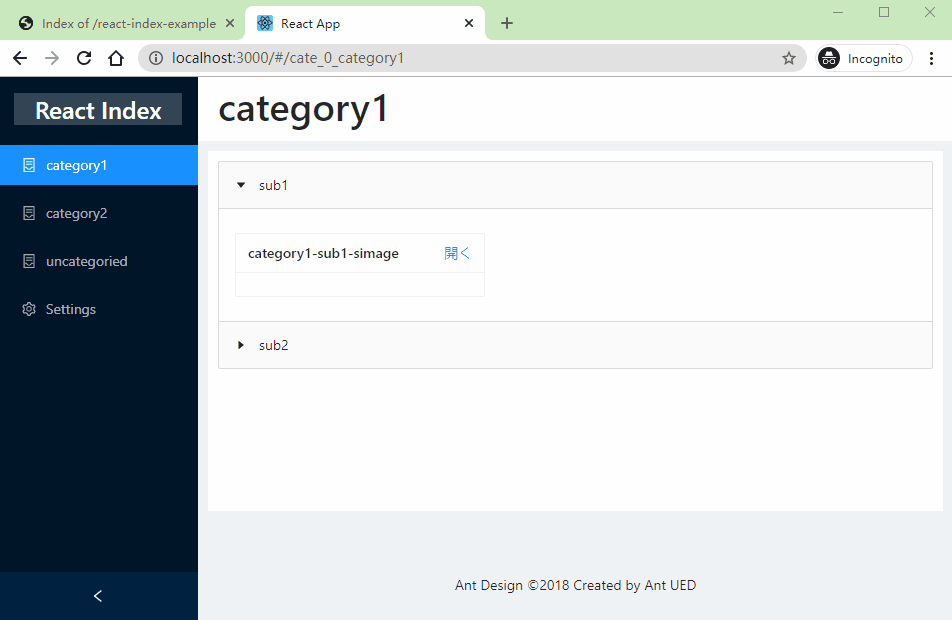 Index of /react-index-example
React App
localhost:3000/#/cate_0_category1
Incognito
React Index
category1
category2
uncategoried
Settings
category1
sub1
category1-sub1-simage
開く
sub2
Ant Design ©2018 Created by Ant UED